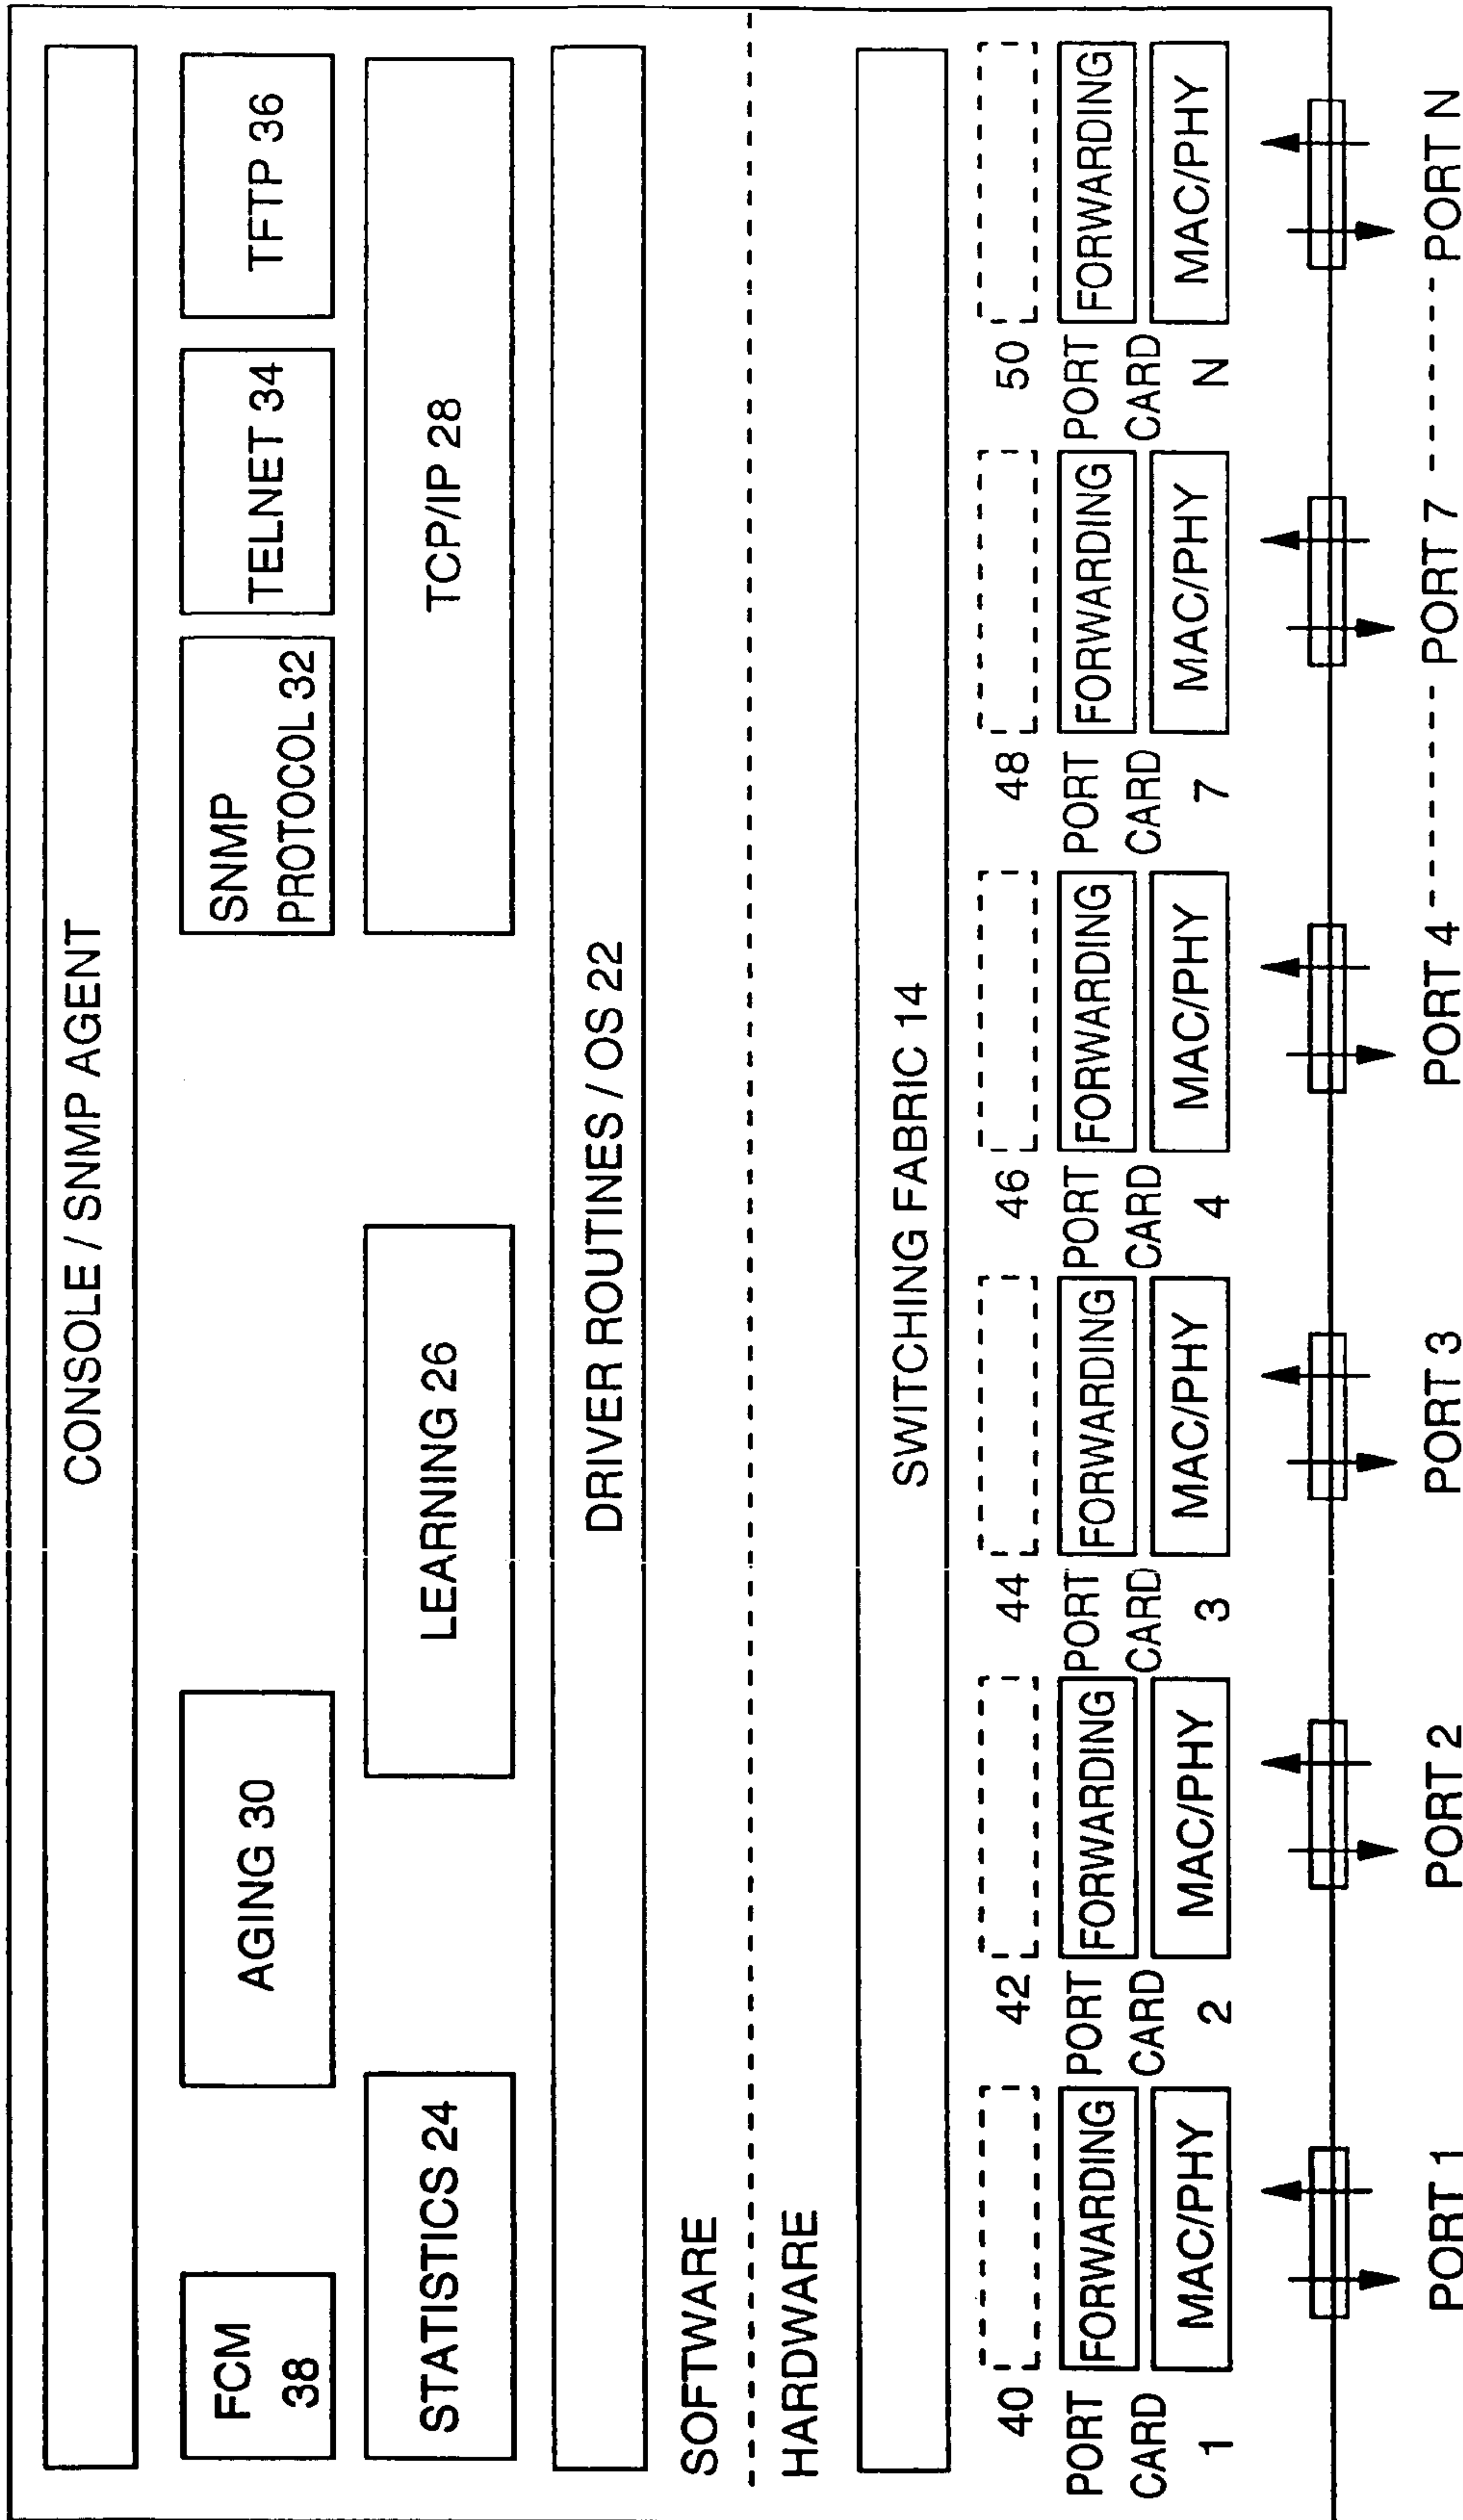 CONSOLE / SNMP AGENT
FCM
38
AGING 30
SNMP
PROTOCOL 32
TELNET 34
TFTP 36
STATISTICS 24
LEARNING 26
TCP/IP 28
DRIVER ROUTINES / OS 22
SOFTWARE
HARDWARE
SWITCHING FABRIC 14
40
PORT
CARD
1
FORWARDING
MAC/PHY
42
PORT
CARD
2
FORWARDING
MAC/PHY
44
PORT
CARD
3
FORWARDING
MAC/PHY
46
PORT
CARD
4
FORWARDING
MAC/PHY
48
PORT
CARD
7
FORWARDING
MAC/PHY
50
PORT
CARD
N
FORWARDING
MAC/PHY
PORT 1
PORT 2
PORT 3
PORT 4 ------ PORT 7 ------ PORT N